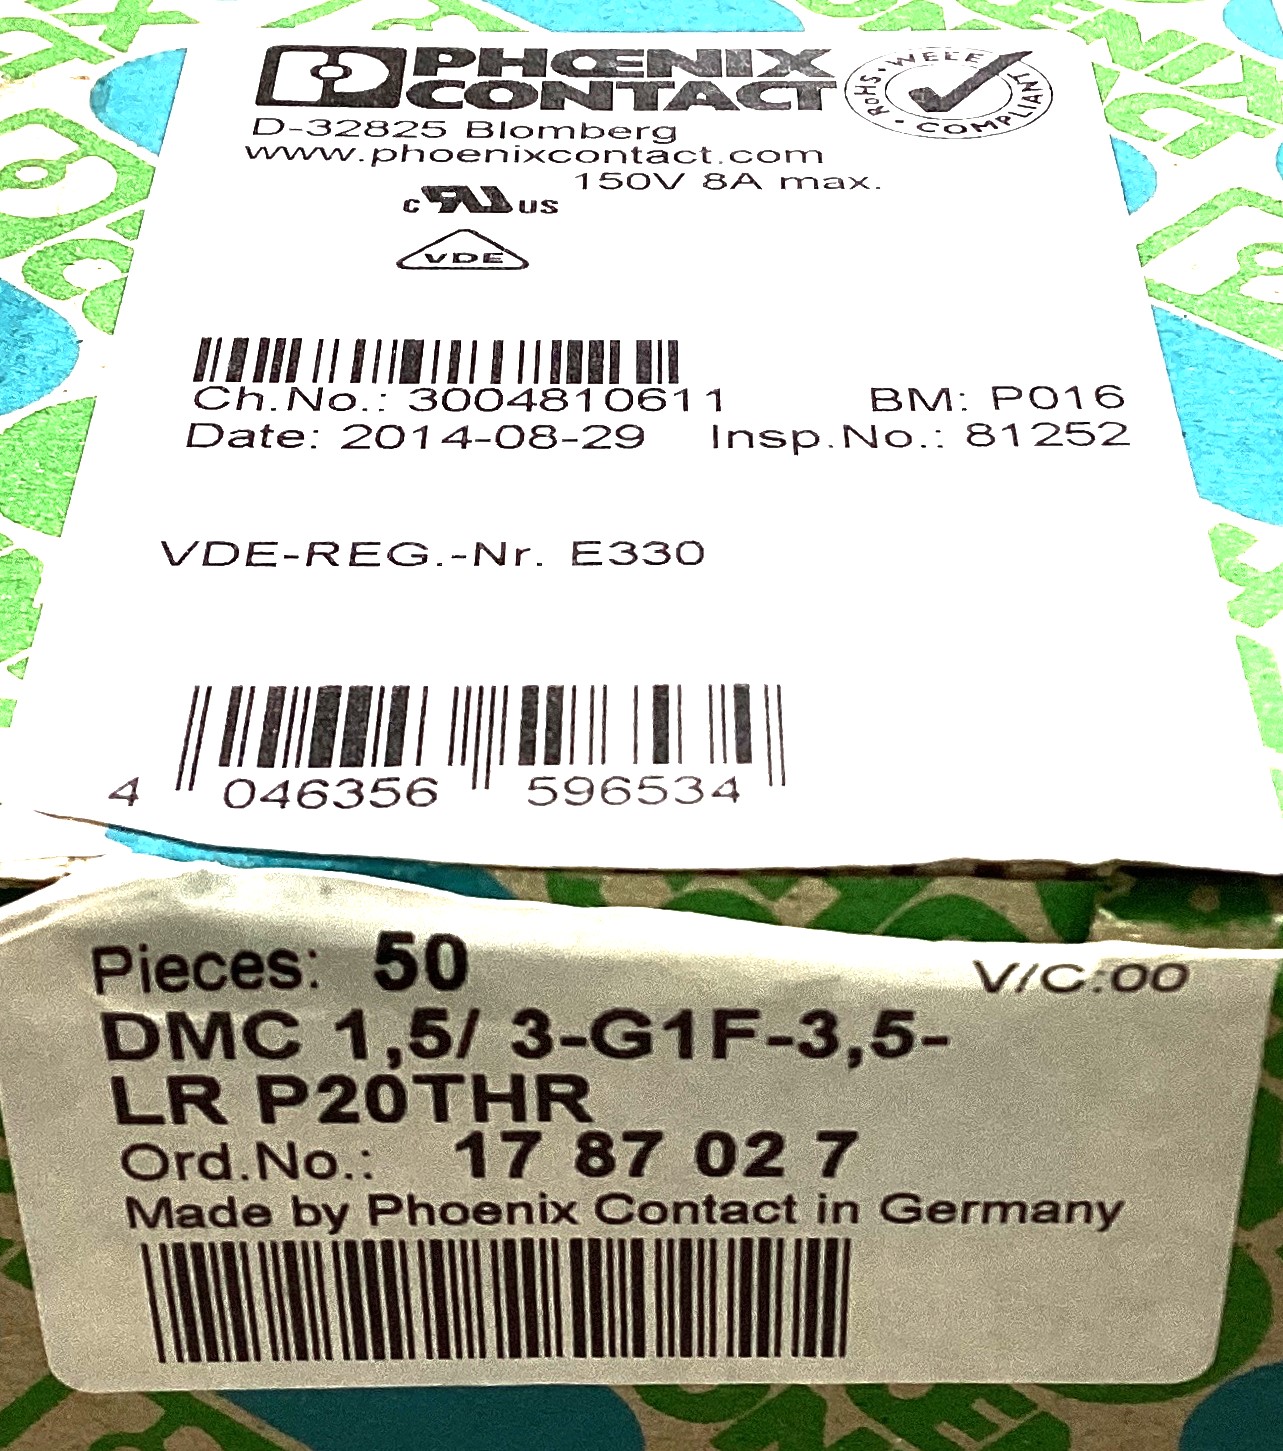 PHŒNIX
CONTACT
WEEE • COMPLIANT • RoHS •
D-32825 Blomberg
www.phoenixcontact.com
150V 8A max.
c RU US
VDE
Ch.No.: 3004810611 BM: P016
Date: 2014-08-29 Insp.No.: 81252
VDE-REG.-Nr. E330
4 046356 596534
Pieces: 50 V/C:00
DMC 1,5/ 3-G1F-3,5-
LR P20THR
Ord.No.: 17 87 02 7
Made by Phoenix Contact in Germany